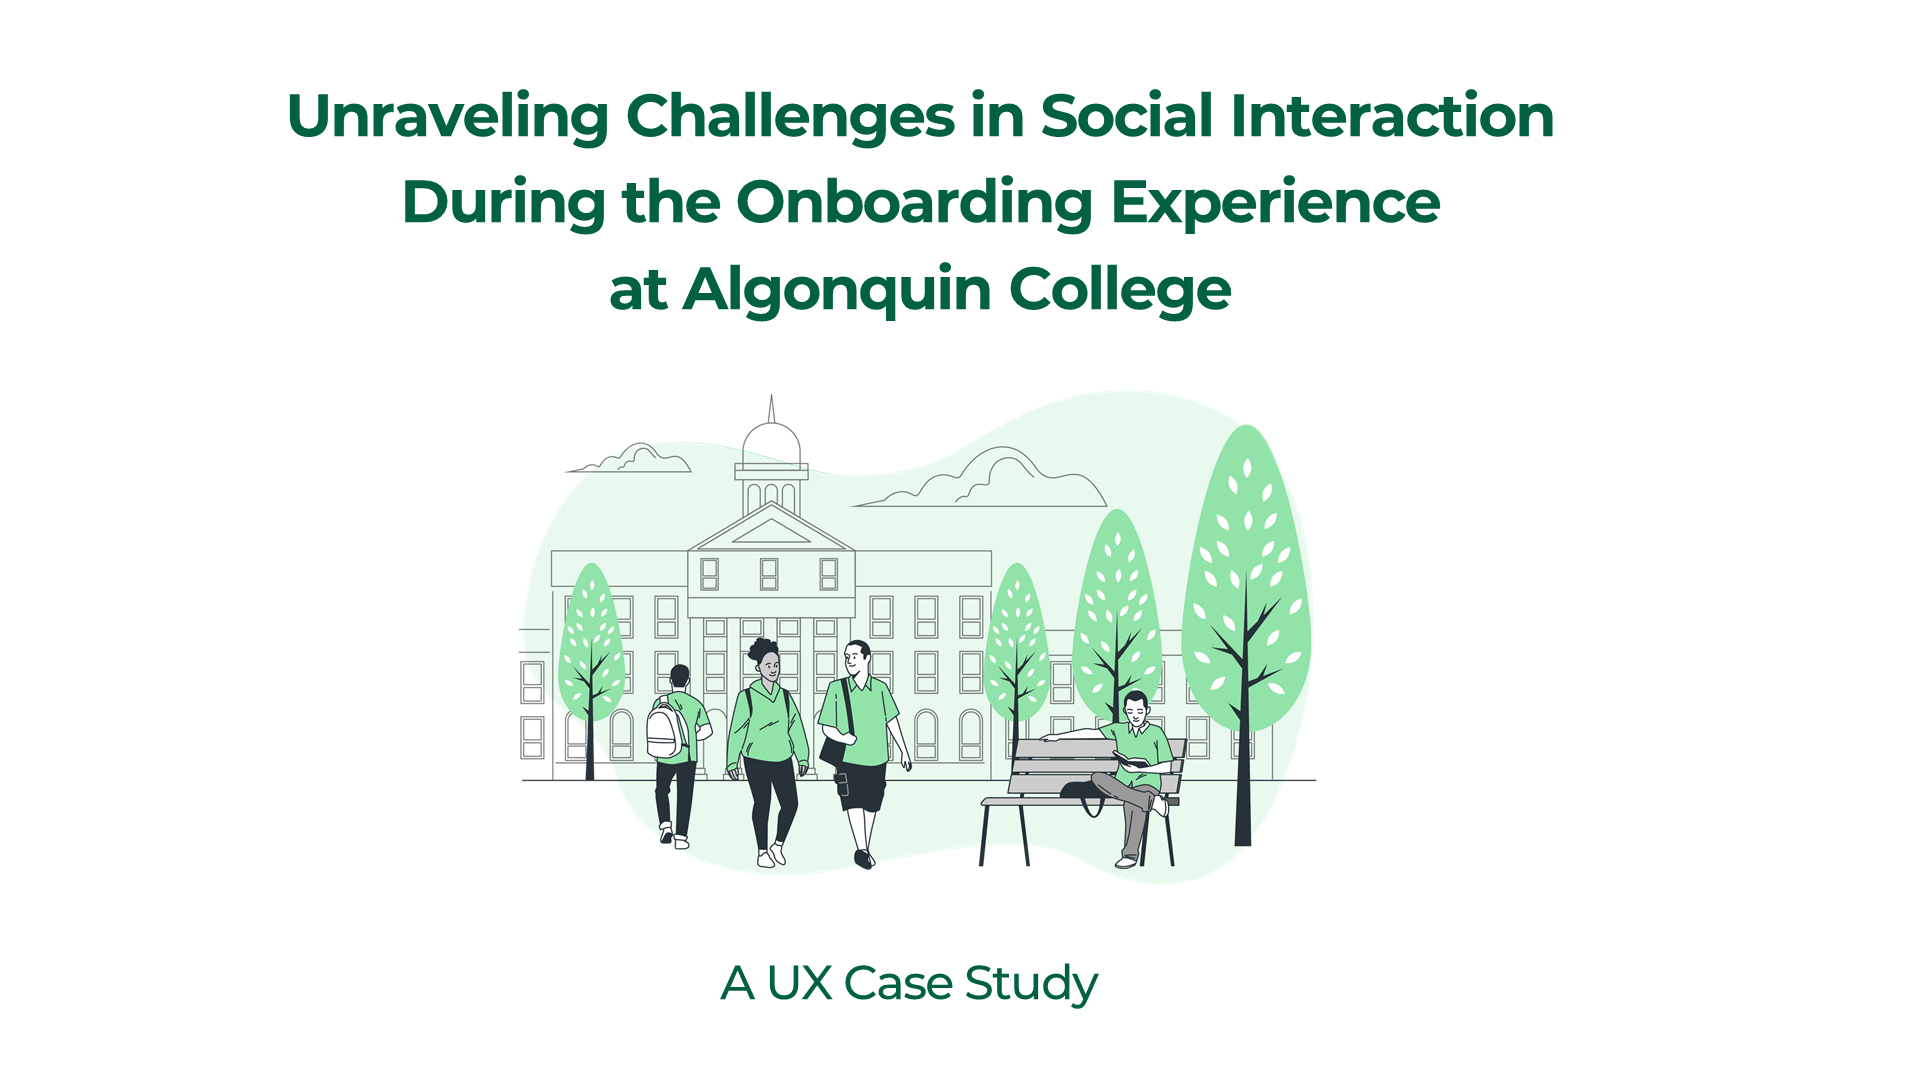 Unraveling Challenges in Social Interaction
During the Onboarding Experience
at Algonquin College
A UX Case Study